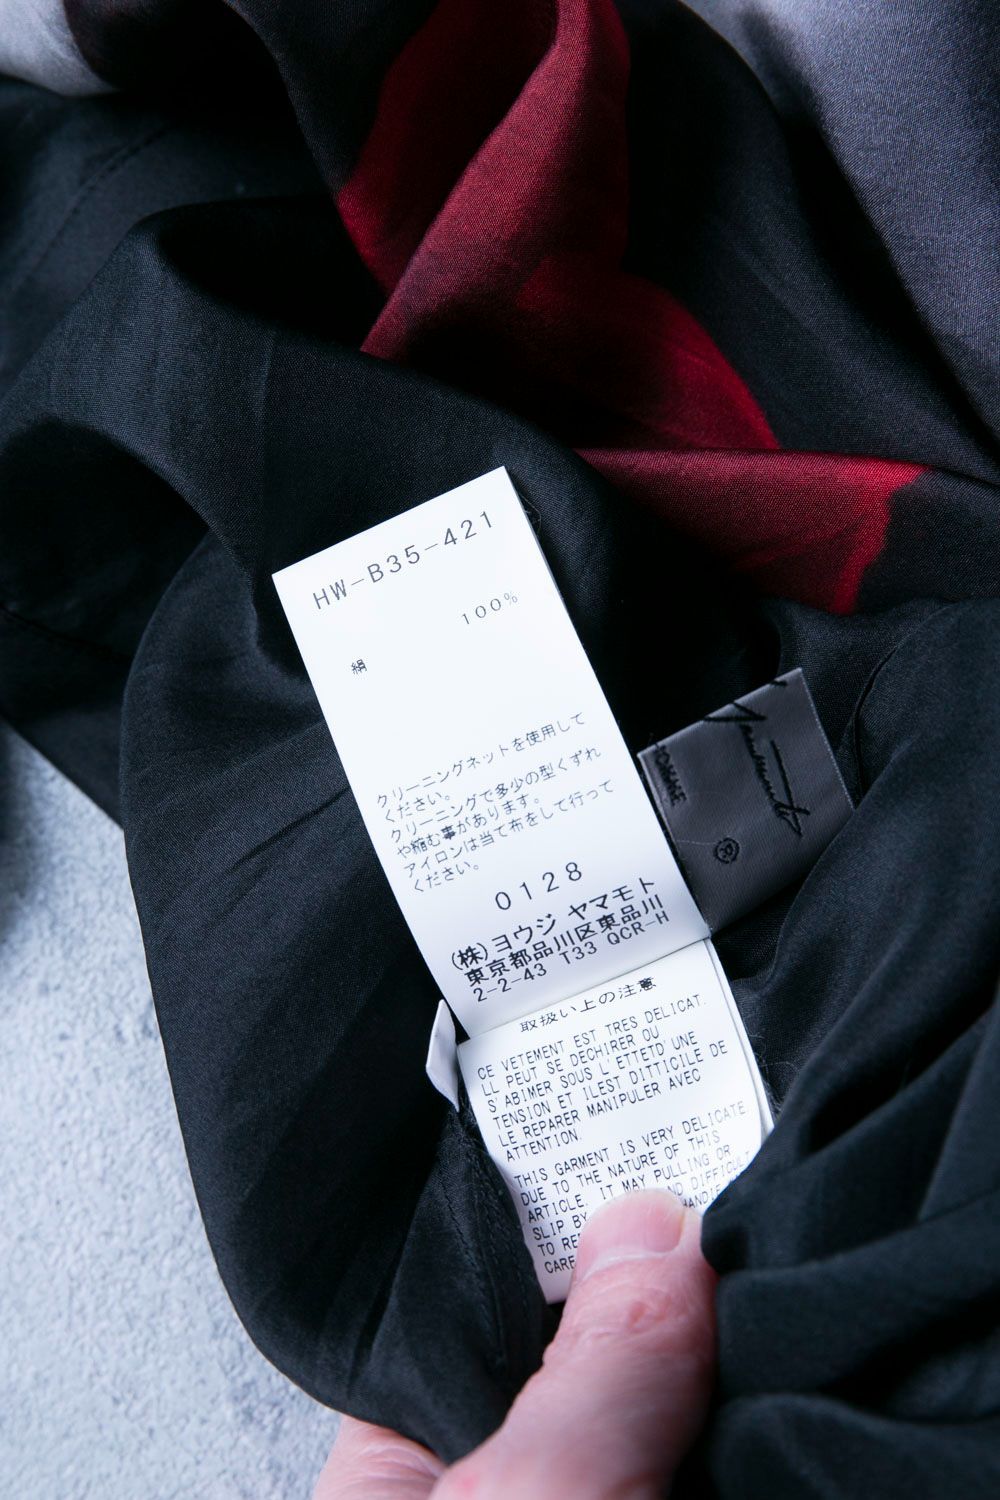 HW-B35-421
100%
絹
クリーニングネットを使用して
ください。
クリーニングで多少の型くずれ
や縮む事があります。
アイロンは当て布をして行って
ください。
0128
(株)ヨウジ ヤマモト
東京都品川区東品川
2-2-43 T33 QCR-H
取扱い上の注意
CE VETEMENT EST TRES DELICAT.
LL PEUT SE DECHIRER OU
S'ABIMER SOUS L'ETTETD'UNE
TENSION ET ILEST DITTICILE DE
LE REPARER MANIPULER AVEC
ATTENTION.
THIS GARMENT IS VERY DELICATE
DUE TO THE NATURE OF THIS
ARTICLE. IT MAY PULLING OR
SLIP BY AND DIFFICULT
TO
CARE
Yamamoto
HOMME
®